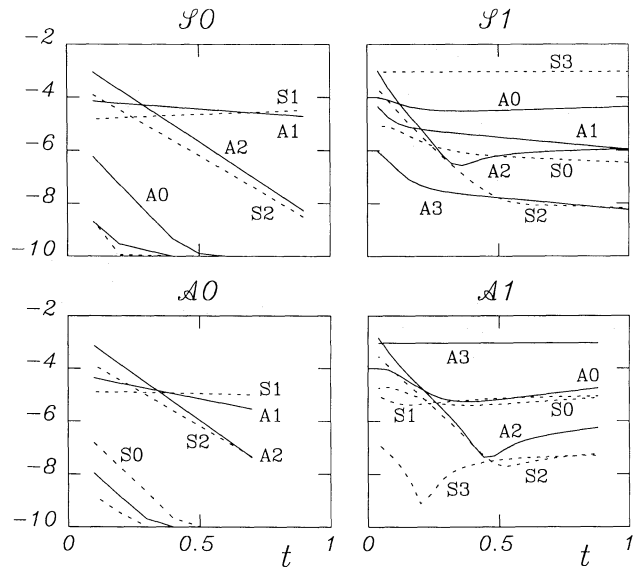 𝒮0 𝒮1
-2
S3
-4
S1 A0
A1 A1
-6
A2 A2 S0
A0
-8
S2 A3 S2
-10
𝒜0 𝒜1
-2
A3
-4
S1 A0
A1 S1 S0
-6
S2 A2
S0 A2
-8
S3 S2
-10
0 0.5 1 0 0.5 1
t t